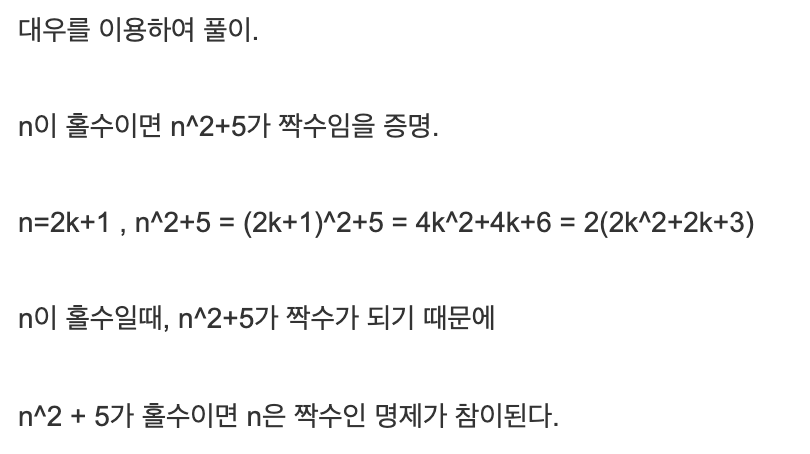 대우를 이용하여 풀이.
n이 홀수이면 n^2+5가 짝수임을 증명.
n=2k+1 , n^2+5 = (2k+1)^2+5 = 4k^2+4k+6 = 2(2k^2+2k+3)
n이 홀수일때, n^2+5가 짝수가 되기 때문에
n^2 + 5가 홀수이면 n은 짝수인 명제가 참이된다.